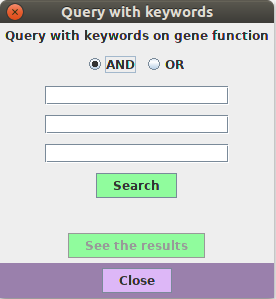 Query with keywords
Query with keywords on gene function
AND OR
Search
See the results
Close